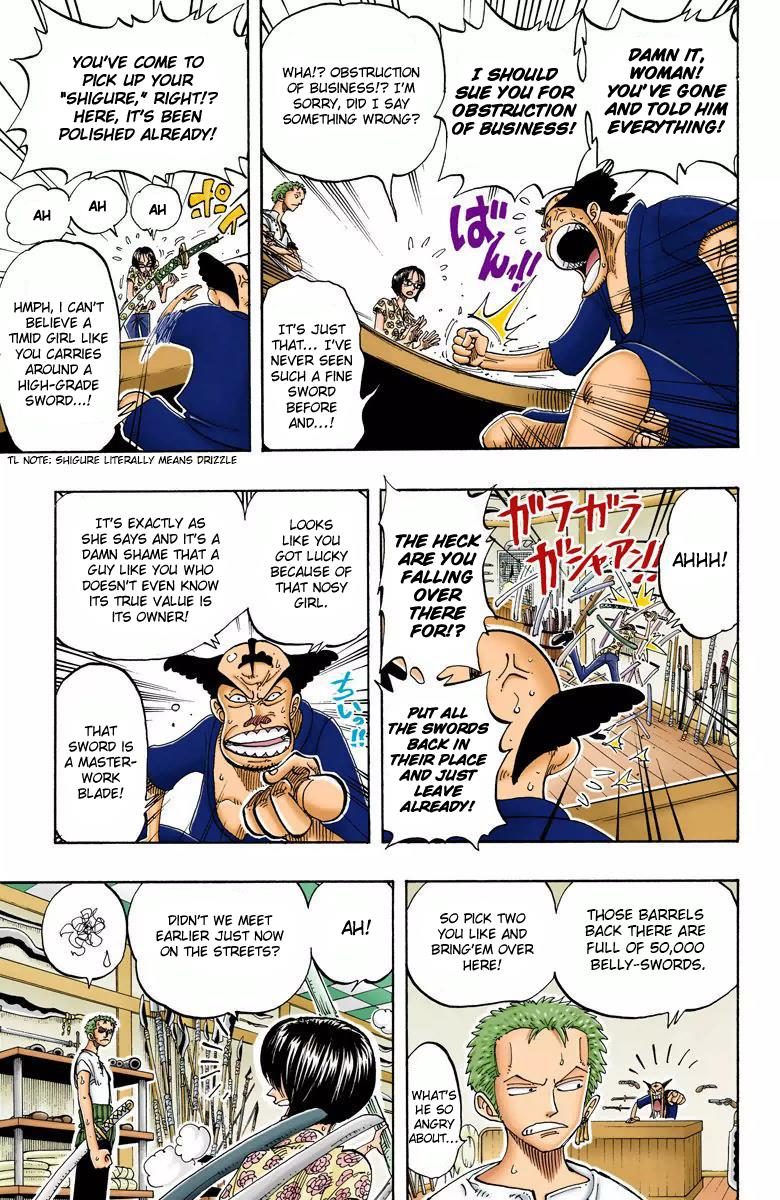 DAMN IT,
WOMAN!
YOU'VE GONE
AND TOLD HIM
EVERYTHING!
I SHOULD
SUE YOU FOR
OBSTRUCTION
OF BUSINESS!
WHA!? OBSTRUCTION
OF BUSINESS!? I'M
SORRY, DID I SAY
SOMETHING WRONG?
ばんっ!!
IT'S JUST
THAT... I'VE
NEVER SEEN
SUCH A FINE
SWORD
BEFORE
AND...!
YOU'VE COME TO
PICK UP YOUR
"SHIGURE," RIGHT!?
HERE, IT'S BEEN
POLISHED ALREADY!
ポイ
AH
AH
AH
HMPH, I CAN'T
BELIEVE A
TIMID GIRL LIKE
YOU CARRIES
AROUND A
HIGH-GRADE
SWORD...!
TL NOTE: SHIGURE LITERALLY MEANS DRIZZLE
AHHH!
ガラガラ
ガシャアン!!
THE HECK
ARE YOU
FALLING
OVER
THERE
FOR!?
PUT ALL
THE SWORDS
BACK IN
THEIR PLACE
AND JUST
LEAVE
ALREADY!
LOOKS
LIKE YOU
GOT LUCKY
BECAUSE OF
THAT NOSY
GIRL.
IT'S EXACTLY AS
SHE SAYS AND IT'S A
DAMN SHAME THAT A
GUY LIKE YOU WHO
DOESN'T EVEN KNOW
ITS TRUE VALUE IS
ITS OWNER!
ちいっ!!
THAT
SWORD IS
A MASTER-
WORK
BLADE!
THOSE BARRELS
BACK THERE ARE
FULL OF 50,000
BELLY-SWORDS.
SO PICK TWO
YOU LIKE AND
BRING'EM OVER
HERE!
WHAT'S
HE SO
ANGRY
ABOUT...
AH!
DIDN'T WE MEET
EARLIER JUST NOW
ON THE STREETS?